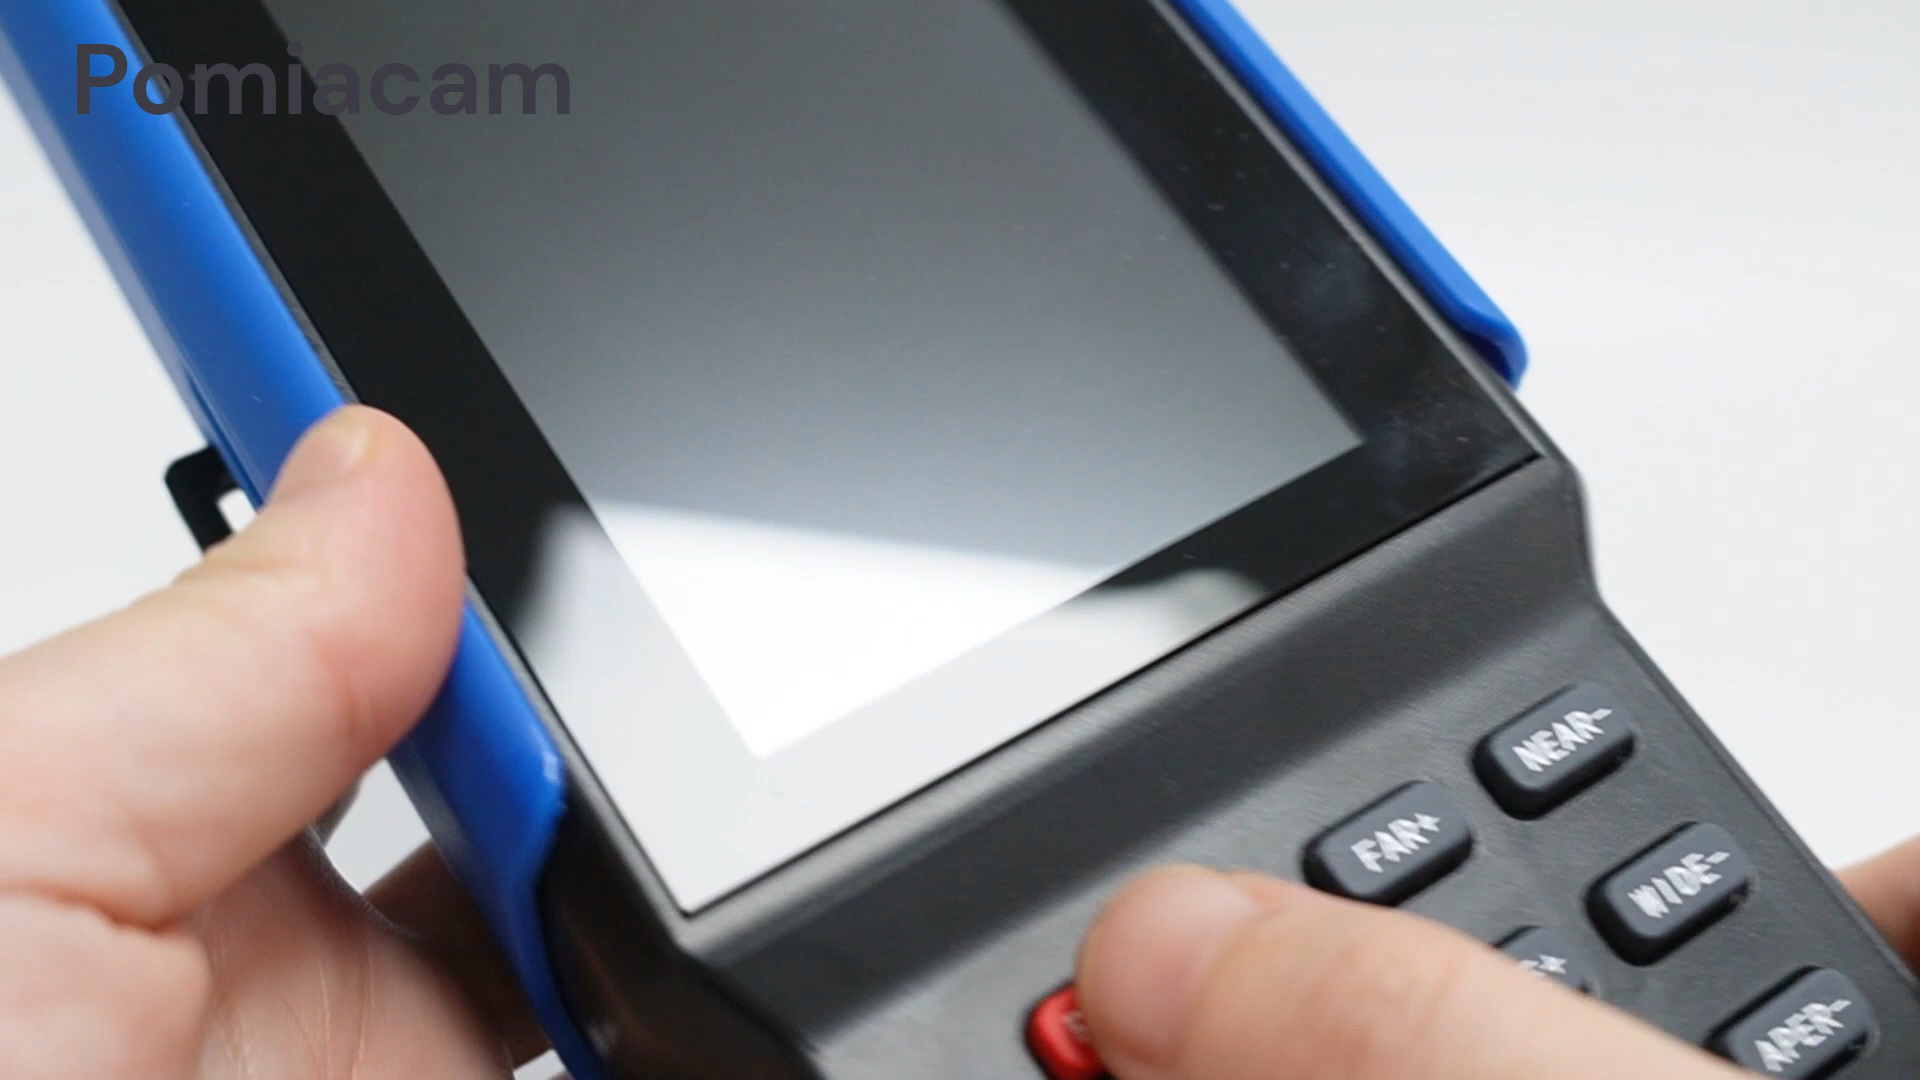 Pomiacam
NEAR-
FAR+
WIDE-
APER-